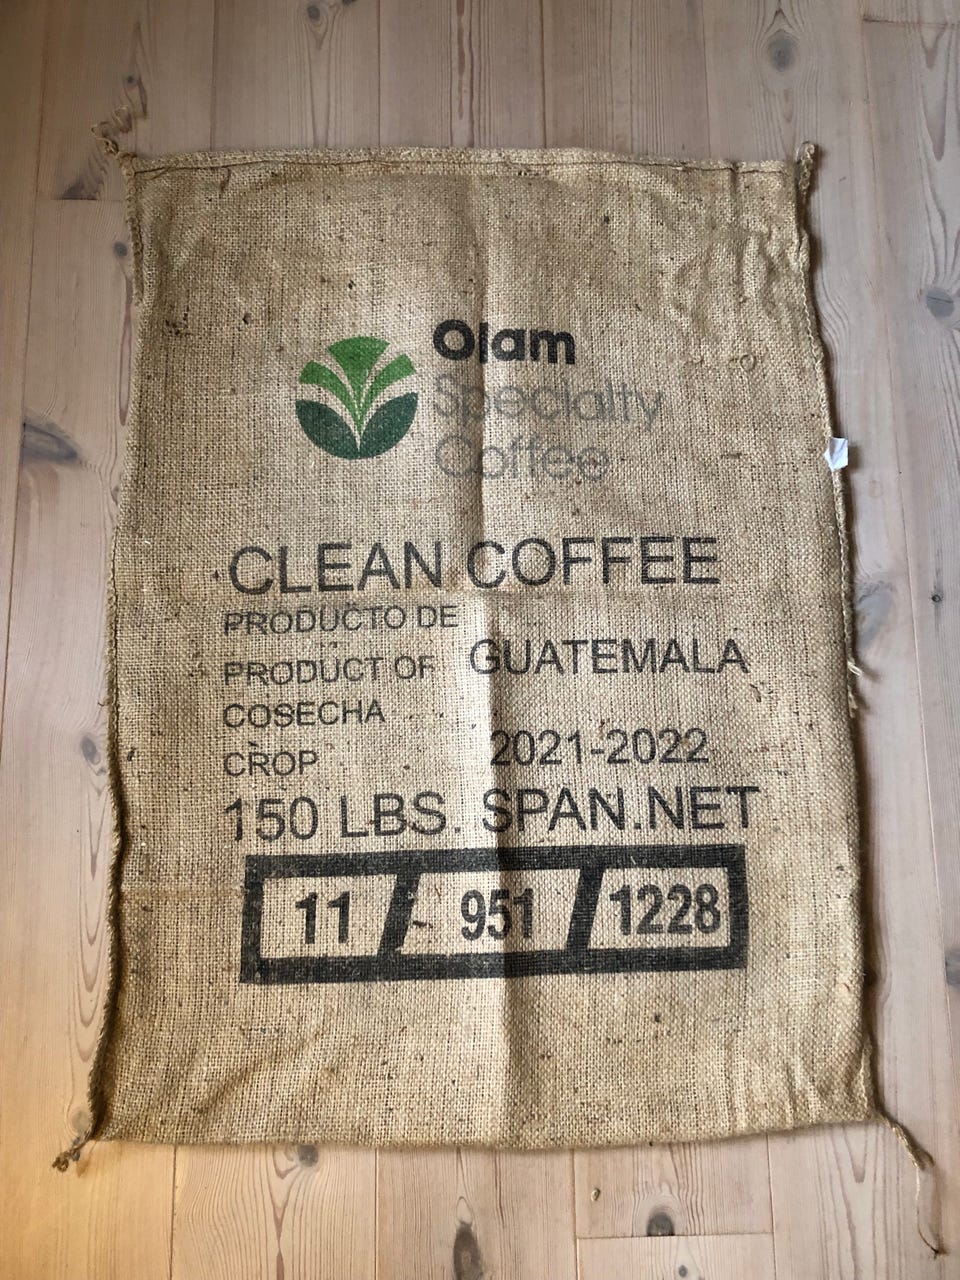 Olam
Specialty
Coffee
CLEAN COFFEE
PRODUCTO DE
PRODUCT OF GUATEMALA
COSECHA
CROP 2021-2022
150 LBS. SPAN.NET
11 951 1228